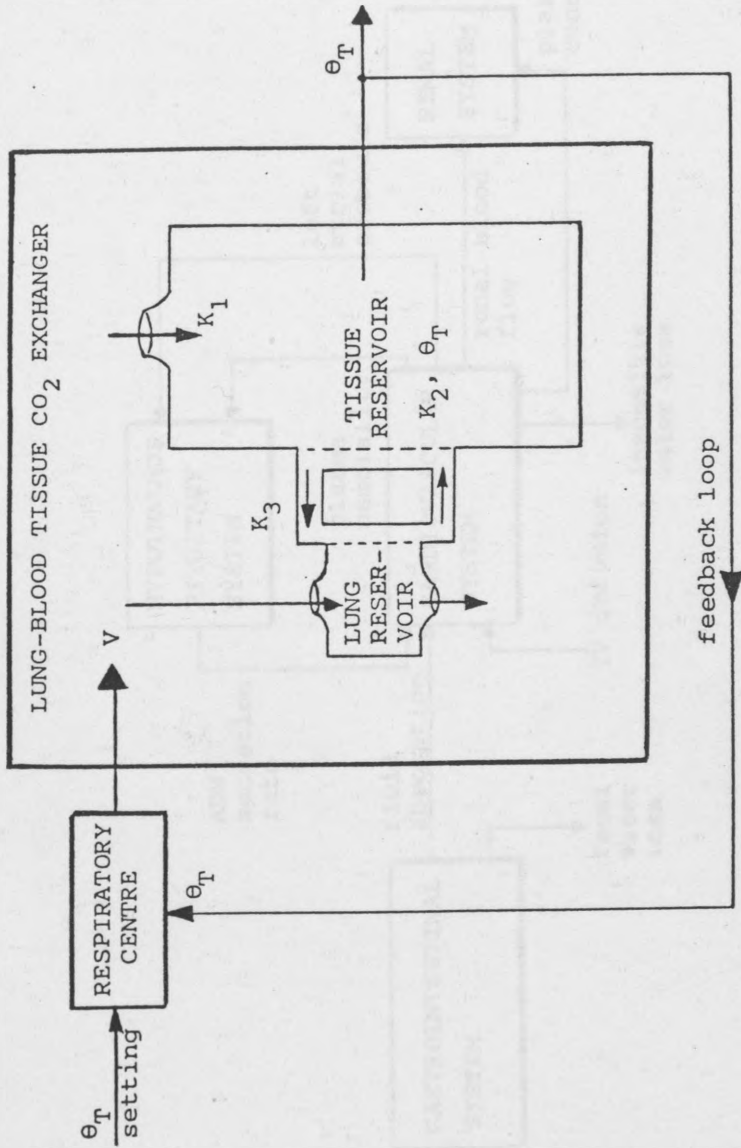 LUNG-BLOOD TISSUE CO2 EXCHANGER
θT
setting
RESPIRATORY
CENTRE
θT
V
LUNG
RESER-
VOIR
K3
K1
TISSUE
RESERVOIR
K2, θT
θT
feedback loop